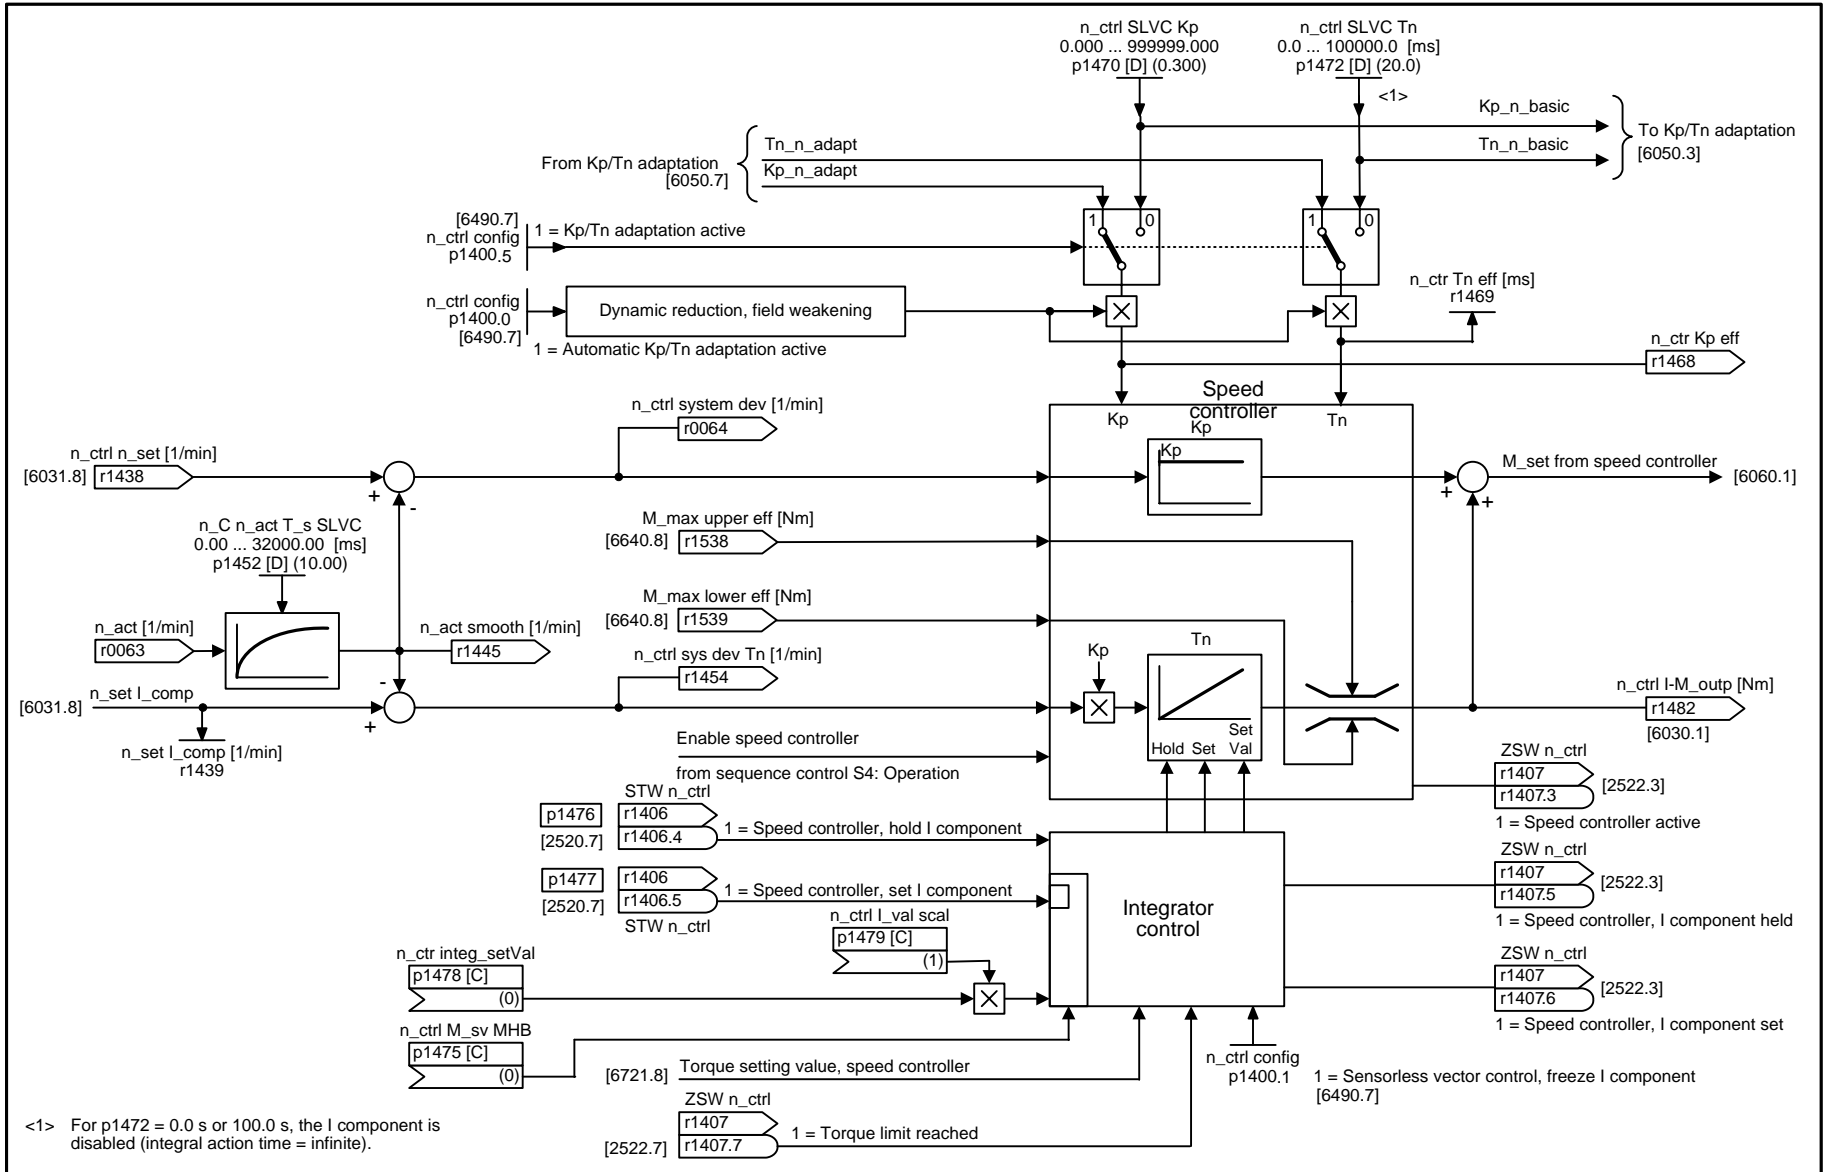 n_ctrl SLVC Kp
0.000 ... 999999.000
p1470 [D] (0.300)
n_ctrl SLVC Tn
0.0 ... 100000.0 [ms]
p1472 [D] (20.0)
<1>
Kp_n_basic
Tn_n_basic
To Kp/Tn adaptation
[6050.3]
From Kp/Tn adaptation
[6050.7]
Tn_n_adapt
Kp_n_adapt
1 0
1 0
[6490.7]
n_ctrl config
p1400.5
1 = Kp/Tn adaptation active
n_ctrl config
p1400.0
[6490.7]
Dynamic reduction, field weakening
1 = Automatic Kp/Tn adaptation active
n_ctr Tn eff [ms]
r1469
n_ctr Kp eff
r1468
n_ctrl system dev [1/min]
r0064
Speed
controller
Kp
Tn
Kp
Kp
n_ctrl n_set [1/min]
[6031.8]
r1438
+
-
M_set from speed controller
[6060.1]
+
+
n_C n_act T_s SLVC
0.00 ... 32000.00 [ms]
p1452 [D] (10.00)
M_max upper eff [Nm]
[6640.8]
r1538
M_max lower eff [Nm]
[6640.8]
r1539
n_act [1/min]
r0063
n_act smooth [1/min]
r1445
n_ctrl sys dev Tn [1/min]
r1454
Kp
Tn
Hold Set
Set
Val
n_set I_comp
[6031.8]
-
+
n_set I_comp [1/min]
r1439
n_ctrl I-M_outp [Nm]
r1482
[6030.1]
Enable speed controller
from sequence control S4: Operation
ZSW n_ctrl
r1407
r1407.3
[2522.3]
1 = Speed controller active
STW n_ctrl
p1476
[2520.7]
r1406
r1406.4
1 = Speed controller, hold I component
p1477
[2520.7]
r1406
r1406.5
STW n_ctrl
1 = Speed controller, set I component
Integrator
control
ZSW n_ctrl
r1407
r1407.5
[2522.3]
1 = Speed controller, I component held
n_ctrl I_val scal
p1479 [C]
(1)
n_ctr integ_setVal
p1478 [C]
(0)
ZSW n_ctrl
r1407
r1407.6
[2522.3]
1 = Speed controller, I component set
n_ctrl M_sv MHB
p1475 [C]
(0)
[6721.8]
Torque setting value, speed controller
n_ctrl config
p1400.1
1 = Sensorless vector control, freeze I component
[6490.7]
ZSW n_ctrl
r1407
r1407.7
[2522.7]
1 = Torque limit reached
<1> For p1472 = 0.0 s or 100.0 s, the I component is
disabled (integral action time = infinite).